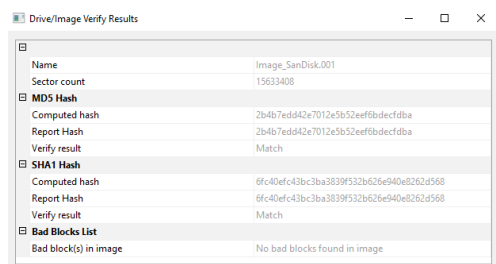 Drive/Image Verify Results
Name Image_SanDisk.001
Sector count 15633408
MD5 Hash
Computed hash 2b4b7edd42e7012e5b52eef6bdecfdba
Report Hash 2b4b7edd42e7012e5b52eef6bdecfdba
Verify result Match
SHA1 Hash
Computed hash 6fc40efc43bc3ba3839f532b626e940e8262d568
Report Hash 6fc40efc43bc3ba3839f532b626e940e8262d568
Verify result Match
Bad Blocks List
Bad block(s) in image No bad blocks found in image